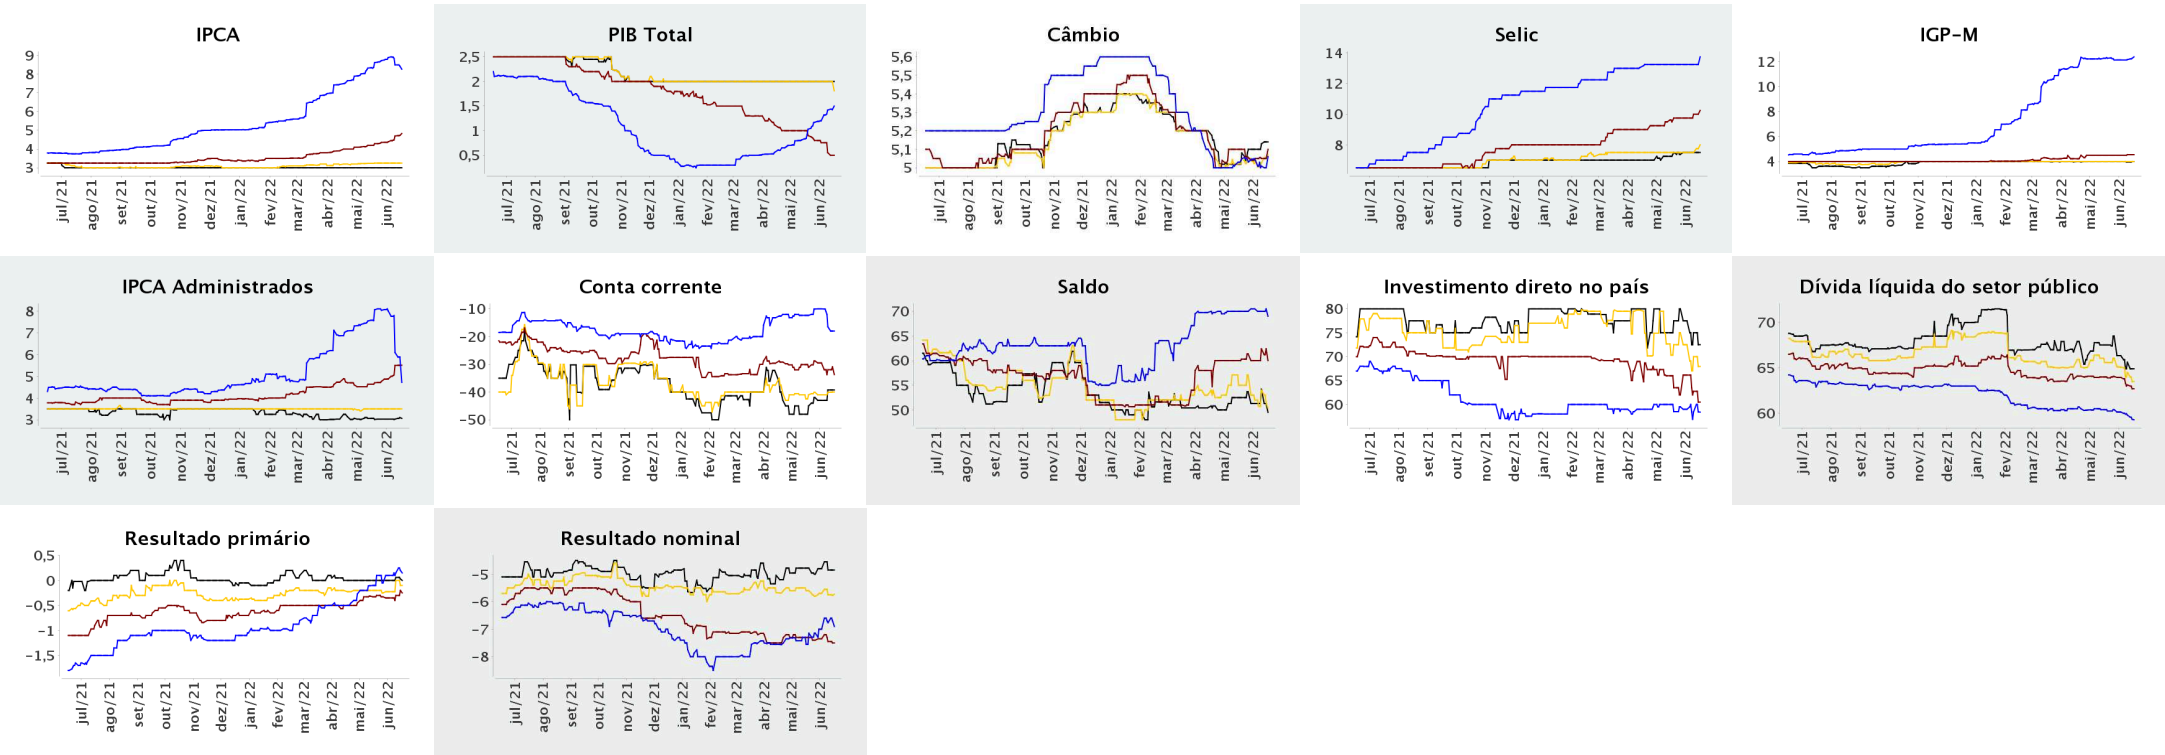 IPCA
9
8
7
6
5
4
3
jul/21
ago/21
set/21
out/21
nov/21
dez/21
jan/22
fev/22
mar/22
abr/22
mai/22
jun/22
PIB Total
2,5
2
1,5
1
0,5
jul/21
ago/21
set/21
out/21
nov/21
dez/21
jan/22
fev/22
mar/22
abr/22
mai/22
jun/22
Câmbio
5,6
5,5
5,4
5,3
5,2
5,1
5
jul/21
ago/21
set/21
out/21
nov/21
dez/21
jan/22
fev/22
mar/22
abr/22
mai/22
jun/22
Selic
14
12
10
8
jul/21
ago/21
set/21
out/21
nov/21
dez/21
jan/22
fev/22
mar/22
abr/22
mai/22
jun/22
IGP-M
12
10
8
6
4
jul/21
ago/21
set/21
out/21
nov/21
dez/21
jan/22
fev/22
mar/22
abr/22
mai/22
jun/22
IPCA Administrados
8
7
6
5
4
3
jul/21
ago/21
set/21
out/21
nov/21
dez/21
jan/22
fev/22
mar/22
abr/22
mai/22
jun/22
Conta corrente
-10
-20
-30
-40
-50
jul/21
ago/21
set/21
out/21
nov/21
dez/21
jan/22
fev/22
mar/22
abr/22
mai/22
jun/22
Saldo
70
65
60
55
50
jul/21
ago/21
set/21
out/21
nov/21
dez/21
jan/22
fev/22
mar/22
abr/22
mai/22
jun/22
Investimento direto no país
80
75
70
65
60
jul/21
ago/21
set/21
out/21
nov/21
dez/21
jan/22
fev/22
mar/22
abr/22
mai/22
jun/22
Dívida líquida do setor público
70
65
60
jul/21
ago/21
set/21
out/21
nov/21
dez/21
jan/22
fev/22
mar/22
abr/22
mai/22
jun/22
Resultado primário
0,5
0
-0,5
-1
-1,5
jul/21
ago/21
set/21
out/21
nov/21
dez/21
jan/22
fev/22
mar/22
abr/22
mai/22
jun/22
Resultado nominal
-5
-6
-7
-8
jul/21
ago/21
set/21
out/21
nov/21
dez/21
jan/22
fev/22
mar/22
abr/22
mai/22
jun/22